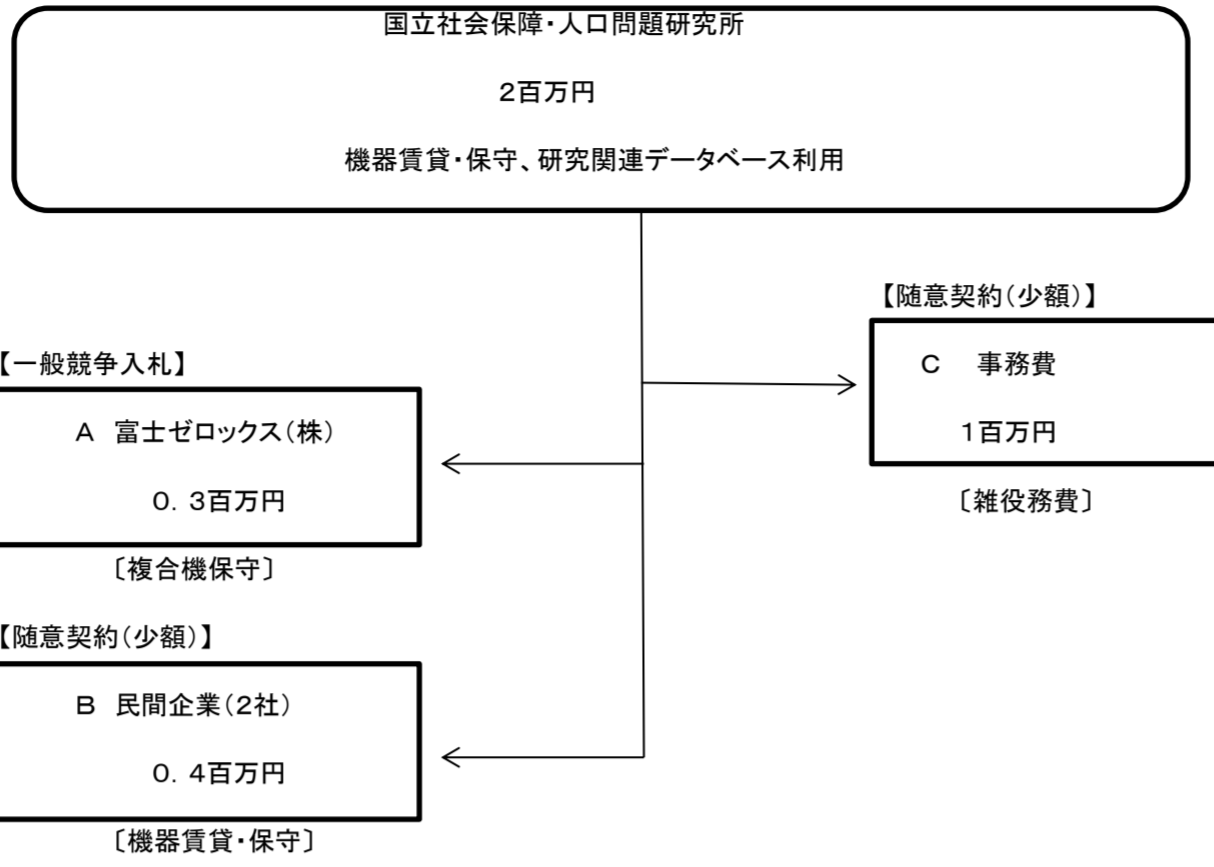 国立社会保障・人口問題研究所
2百万円
機器賃貸・保守、研究関連データベース利用
【随意契約(少額)】
C 事務費
1百万円
〔雑役務費〕
【一般競争入札】
A 富士ゼロックス(株)
0.3百万円
〔複合機保守〕
【随意契約(少額)】
B 民間企業(2社)
0.4百万円
〔機器賃貸・保守〕